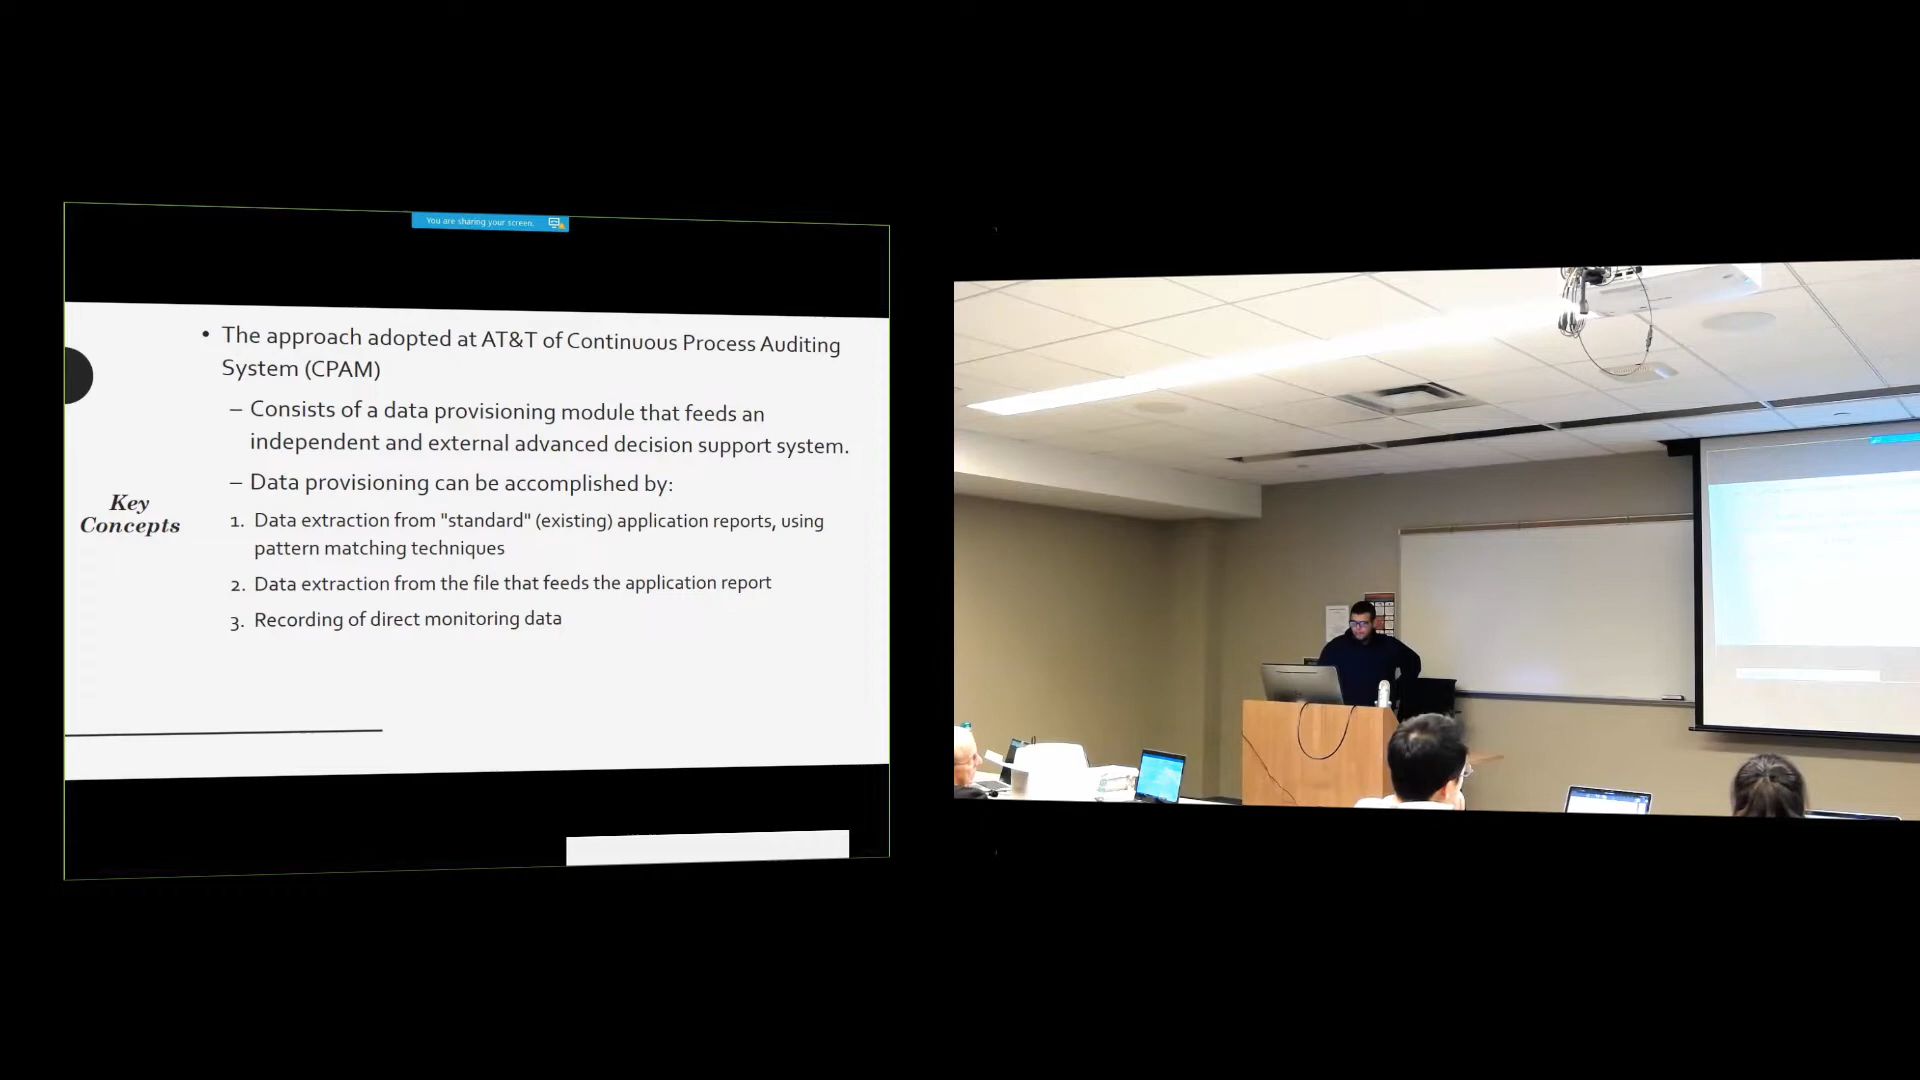 You are sharing your screen.
• The approach adopted at AT&T of Continuous Process Auditing
System (CPAM)
– Consists of a data provisioning module that feeds an
independent and external advanced decision support system.
– Data provisioning can be accomplished by:
Key
Concepts
1. Data extraction from "standard" (existing) application reports, using
pattern matching techniques
2. Data extraction from the file that feeds the application report
3. Recording of direct monitoring data